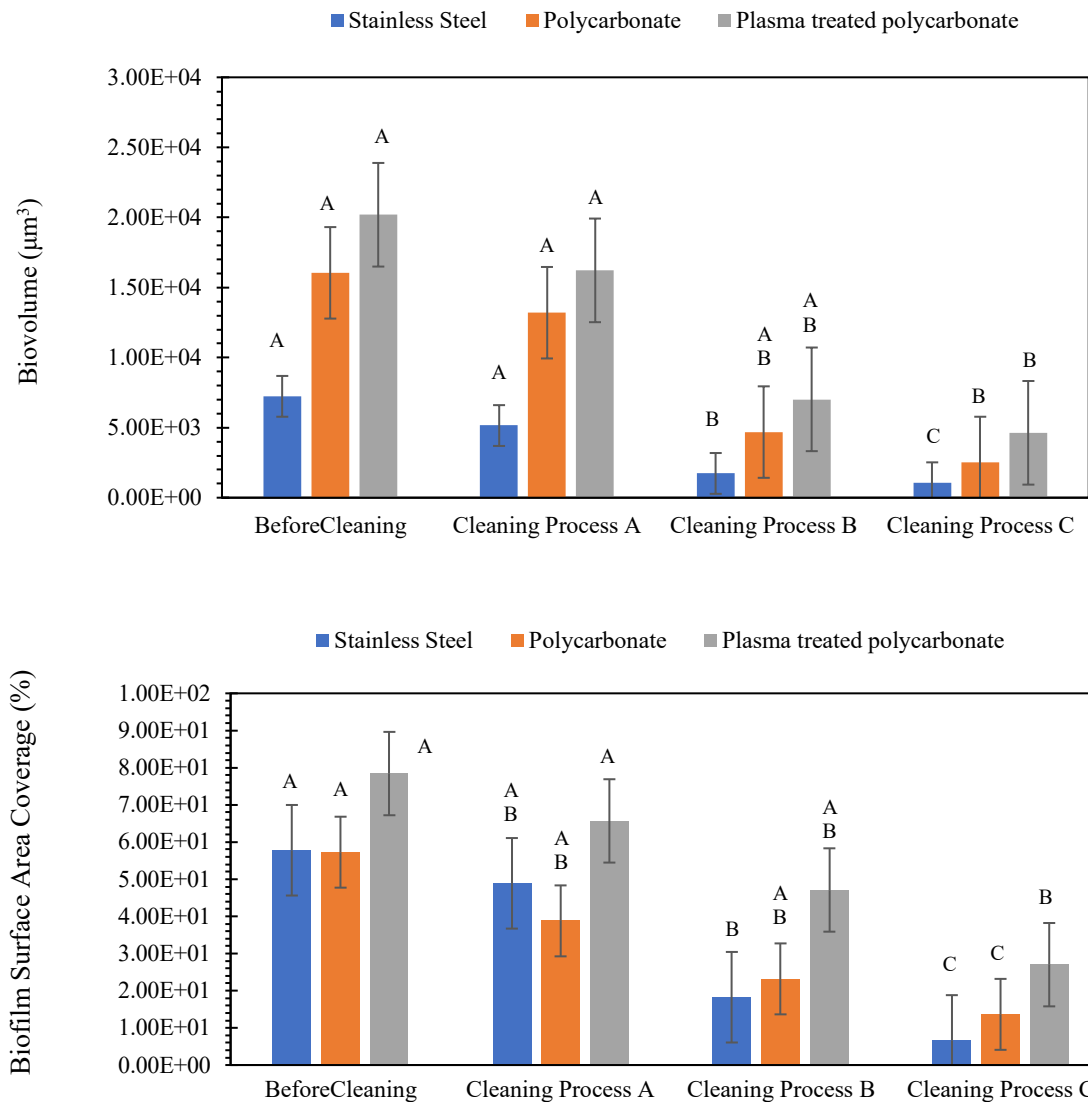 Stainless Steel Polycarbonate Plasma treated polycarbonate
Biovolume (µm³)
3.00E+04
2.50E+04
2.00E+04
1.50E+04
1.00E+04
5.00E+03
0.00E+00
A A A
A A A
B A B A B
C B B
BeforeCleaning Cleaning Process A Cleaning Process B Cleaning Process C
Stainless Steel Polycarbonate Plasma treated polycarbonate
Biofilm Surface Area Coverage (%)
1.00E+02
9.00E+01
8.00E+01
7.00E+01
6.00E+01
5.00E+01
4.00E+01
3.00E+01
2.00E+01
1.00E+01
0.00E+00
A A A
A B A B A
B A B A B
C C B
BeforeCleaning Cleaning Process A Cleaning Process B Cleaning Process C